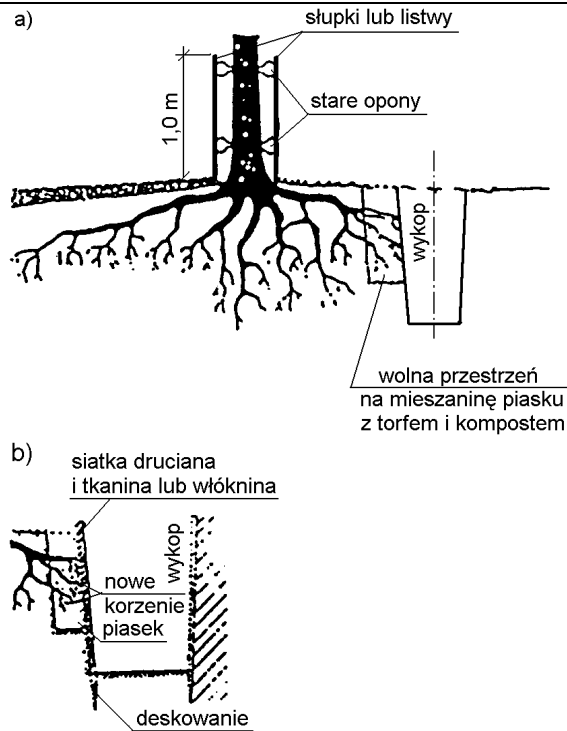 a)
słupki lub listwy
stare opony
1,0 m
wykop
wolna przestrzeń
na mieszaninę piasku
z torfem i kompostem
b)
siatka druciana
i tkanina lub włóknina
wykop
nowe
korzenie
piasek
deskowanie